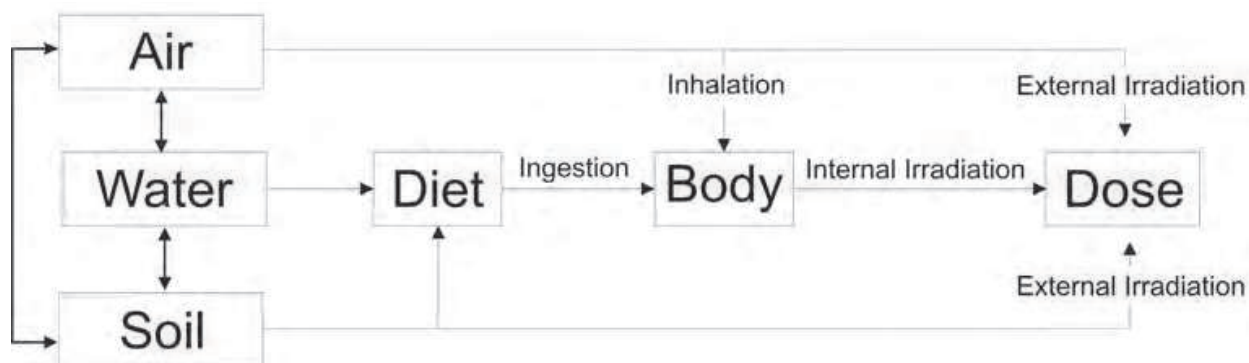 Air
Inhalation
External Irradiation
Water
Diet
Ingestion
Body
Internal Irradiation
Dose
External Irradiation
Soil